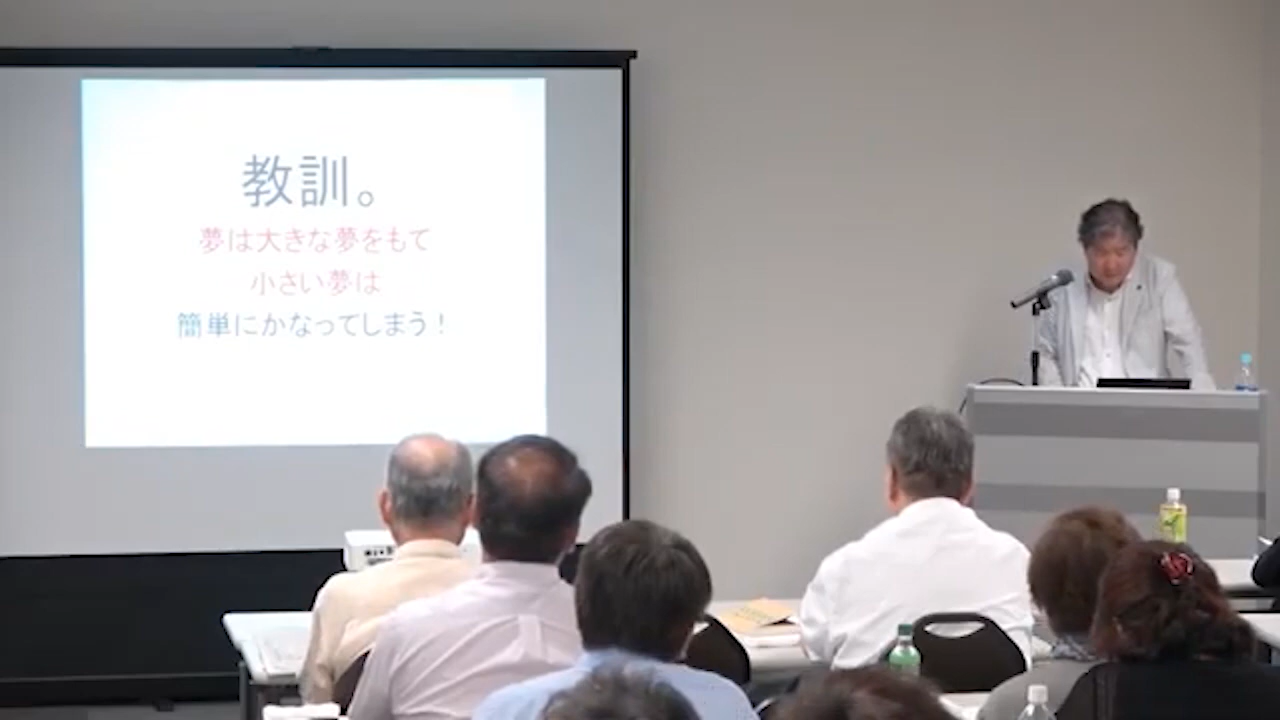 教訓。
夢は大きな夢をもて
小さい夢は
簡単にかなってしまう！